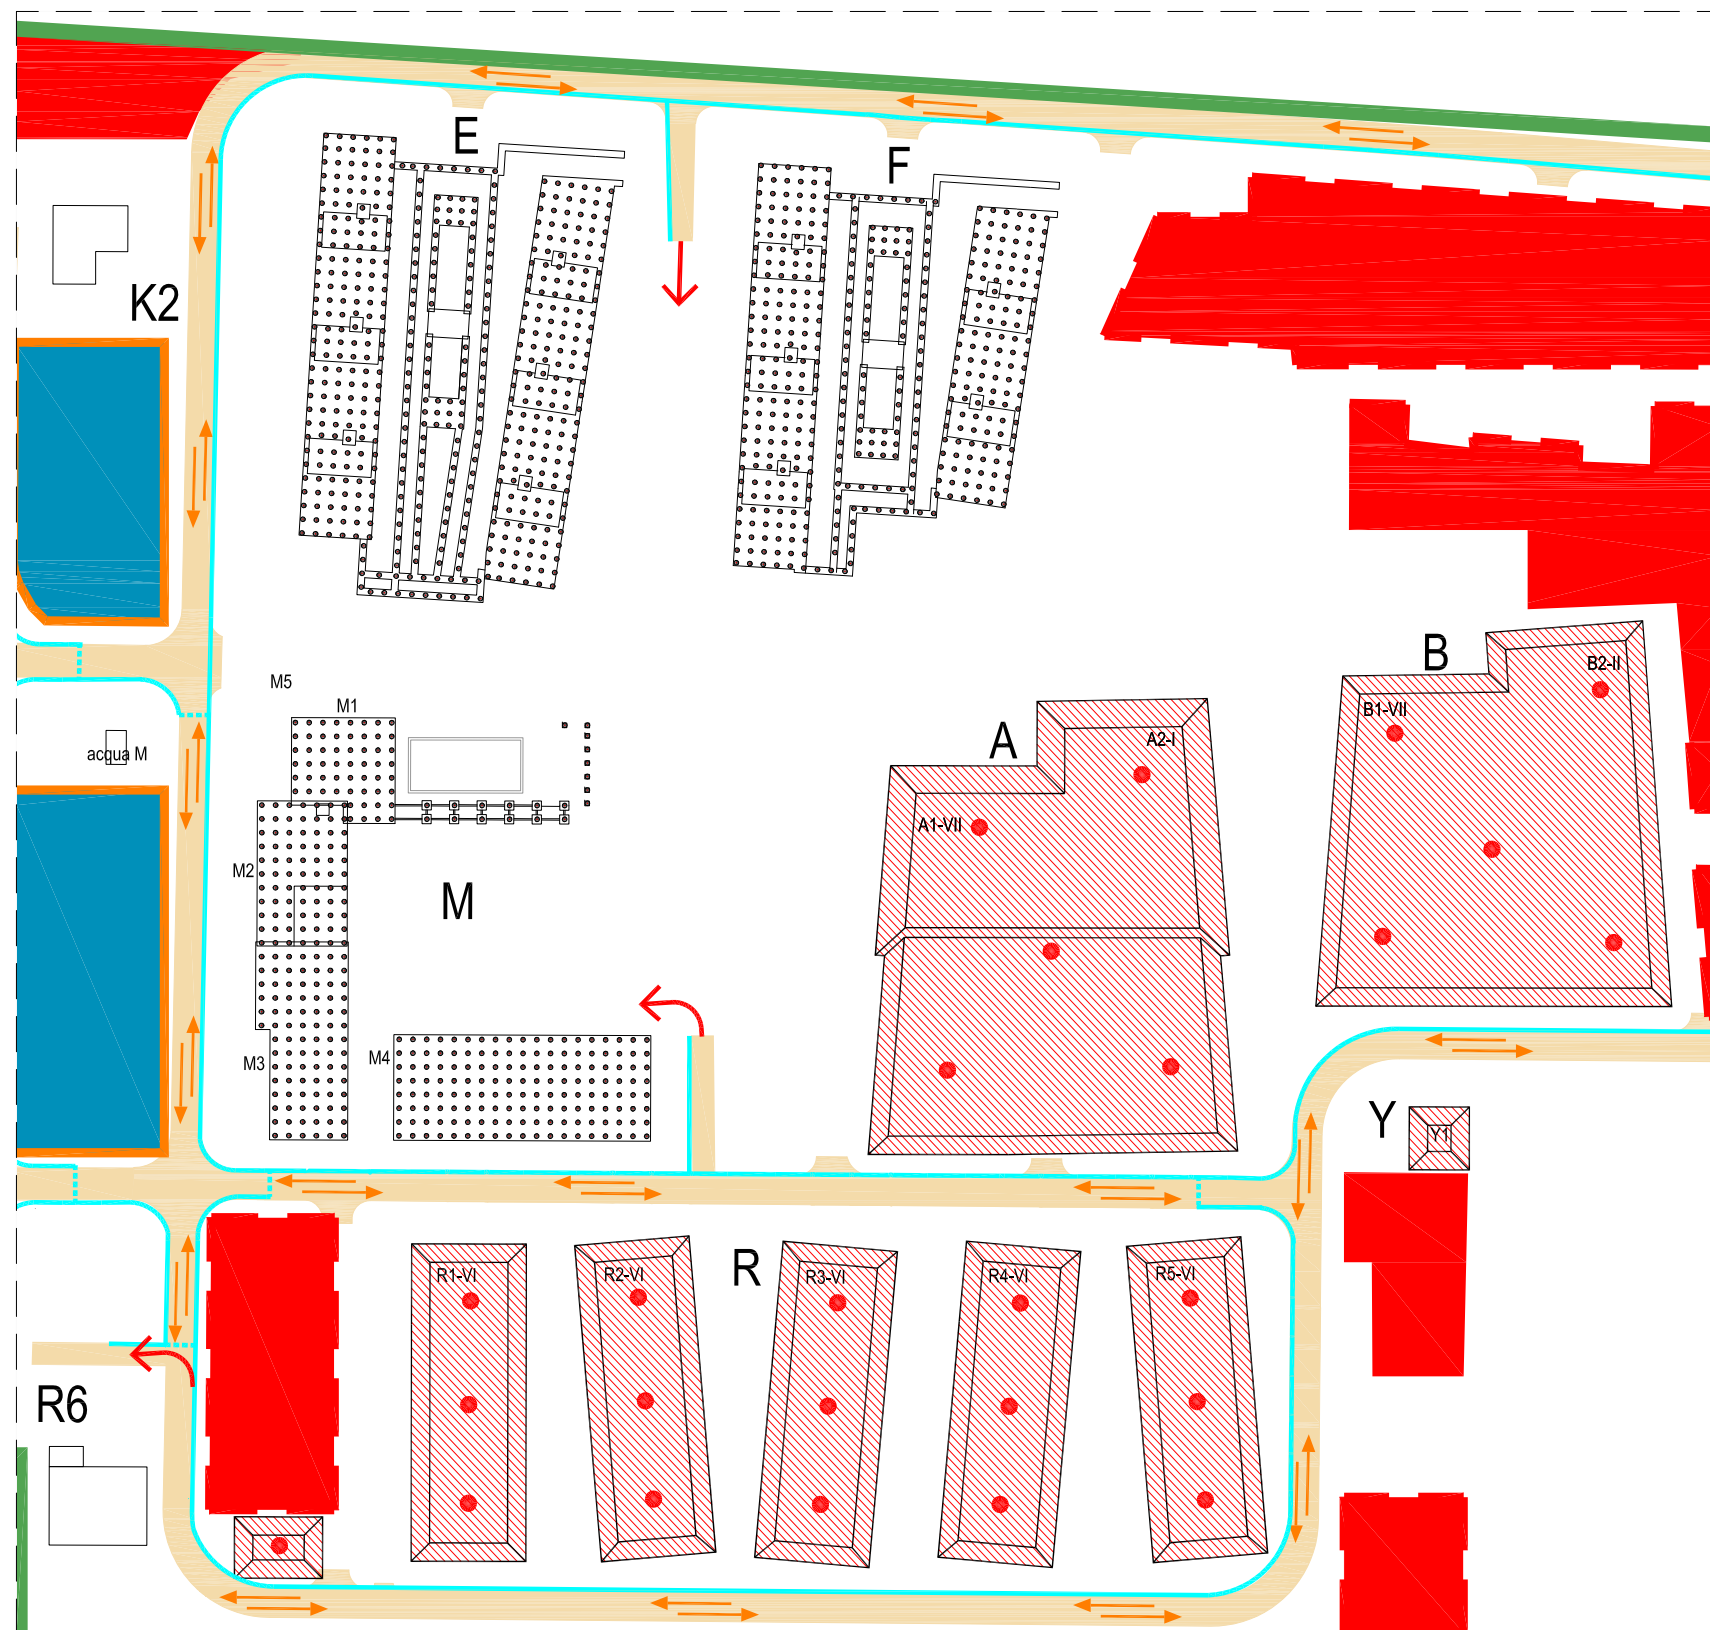 E
F
K2
B
B2-II
M5
M1
B1-VII
A
A2-I
acqua M
A1-VII
M2
M
M3
M4
Y
Y1
R
R1-VI
R2-VI
R3-VI
R4-VI
R5-VI
R6